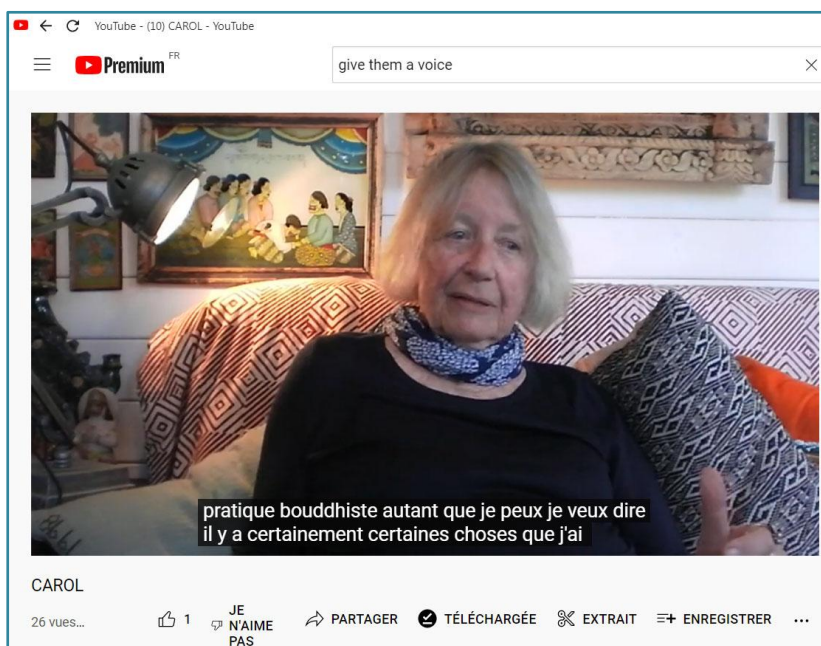 YouTube - (10) CAROL - YouTube
Premium FR
give them a voice
pratique bouddhiste autant que je peux je veux dire
il y a certainement certaines choses que j'ai
CAROL
26 vues...
1
JE
N'AIME
PAS
PARTAGER
TÉLÉCHARGÉE
EXTRAIT
ENREGISTRER
...